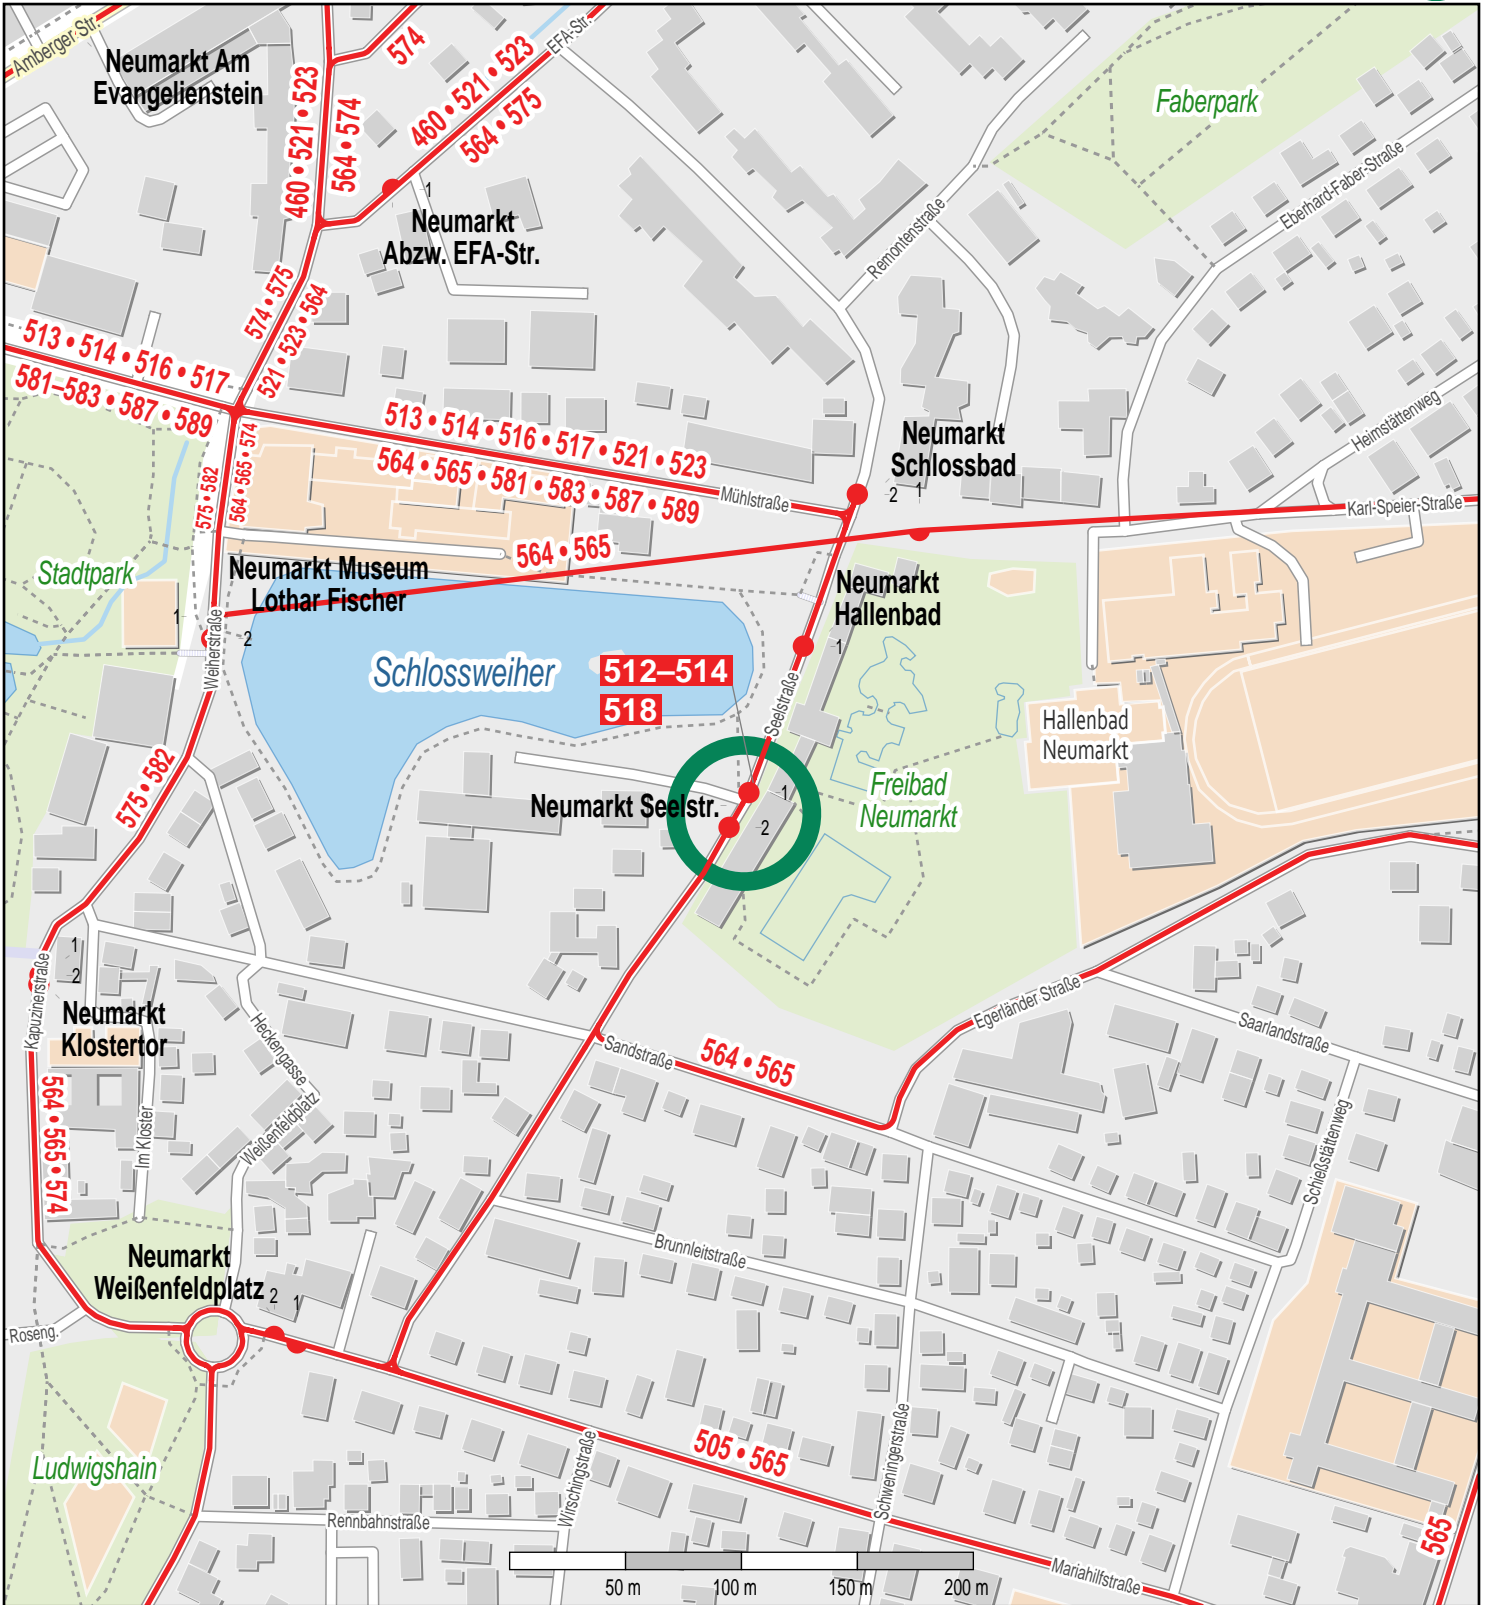 Amberger Str.
Neumarkt Am
Evangelienstein
460 • 521 • 523
564 • 574
574
460 • 521 • 523
564 • 575
EFA-Str.
Faberpark
Eberhard-Faber-Straße
1
Neumarkt
Abzw. EFA-Str.
Remontenstraße
574 • 575
521 • 523 • 564
513 • 514 • 516 • 517
581–583 • 587 • 589
513 • 514 • 516 • 517 • 521 • 523
564 • 565 • 581 • 583 • 587 • 589
Mühlstraße
Neumarkt
Schlossbad
2
1
Heimstättenweg
Karl-Speier-Straße
575 • 582
564 • 565 • 574
564 • 565
Stadtpark
Neumarkt Museum
Lothar Fischer
1
2
Weiherstraße
Neumarkt
Hallenbad
1
Schlossweiher
512–514
518
Seelstraße
Hallenbad
Neumarkt
575 • 582
Neumarkt Seelstr.
1
2
Freibad
Neumarkt
1
2
Kapuzinerstraße
Neumarkt
Klostertor
Heckengasse
Sandstraße
564 • 565
Egerländer Straße
Saarlandstraße
564 • 565 • 574
Im Kloster
Weißenfeldplatz
Schießstättenweg
Neumarkt
Weißenfeldplatz
2
1
Brunnleitstraße
Roseng.
Ludwigshain
505 • 565
Wirschingstraße
Schweningerstraße
Rennbahnstraße
Mariahilfstraße
565
50 m
100 m
150 m
200 m